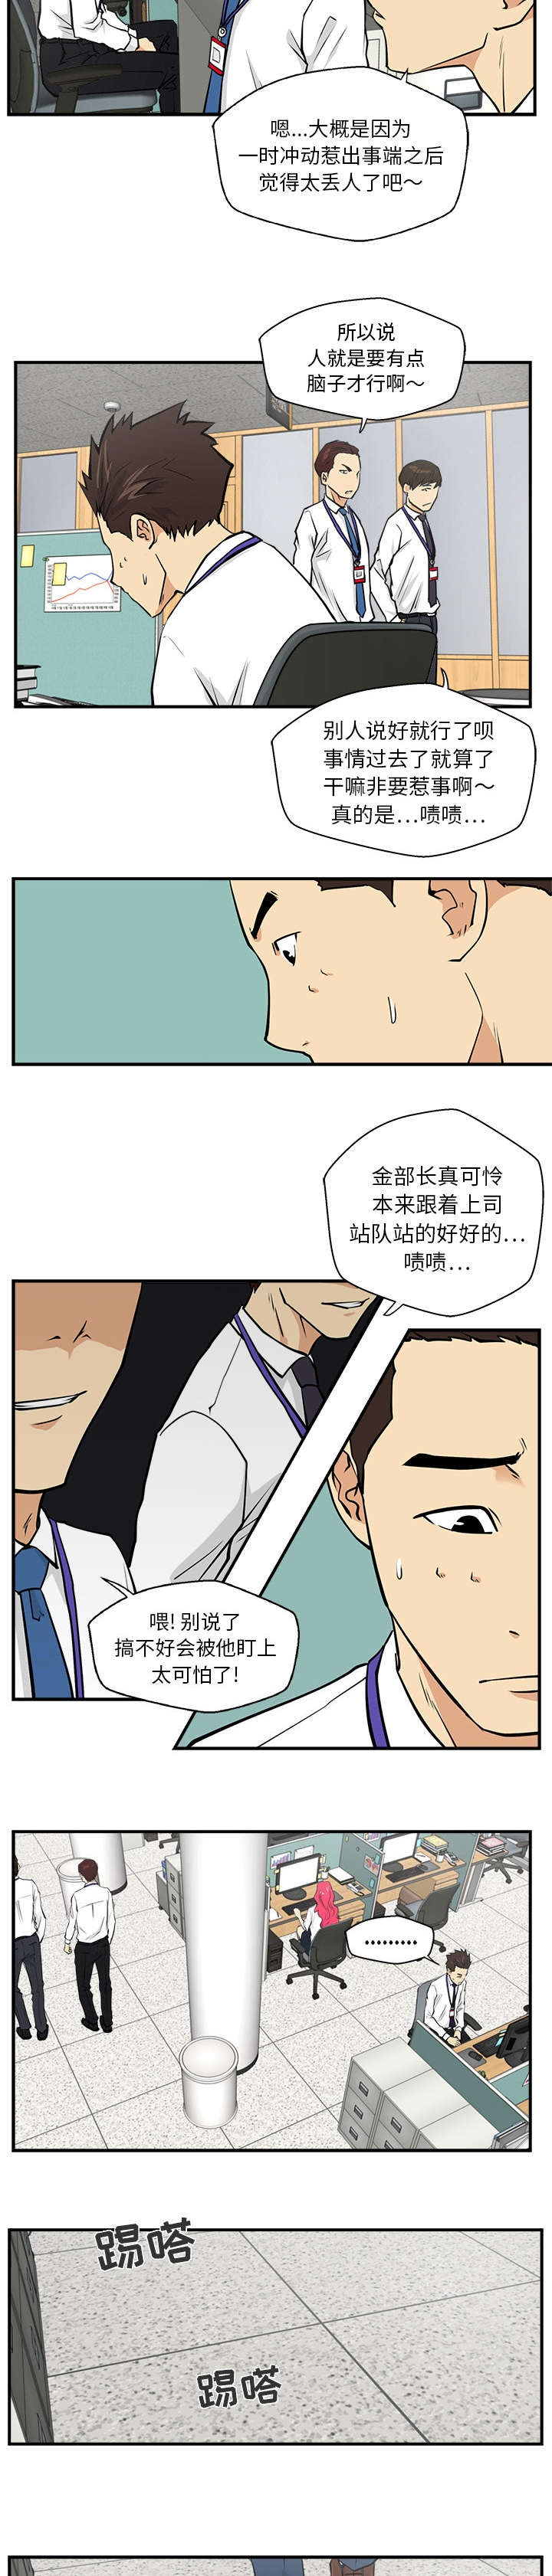 嗯...大概是因为
一时冲动惹出事端之后
觉得太丢人了吧～
所以说
人就是要有点
脑子才行啊～
别人说好就行了呗
事情过去了就算了
干嘛非要惹事啊～
真的是...啧啧...
金部长真可怜
本来跟着上司
站队站的好好的...
啧啧...
喂! 别说了
搞不好会被他盯上
太可怕了!
.........
踢嗒
踢嗒